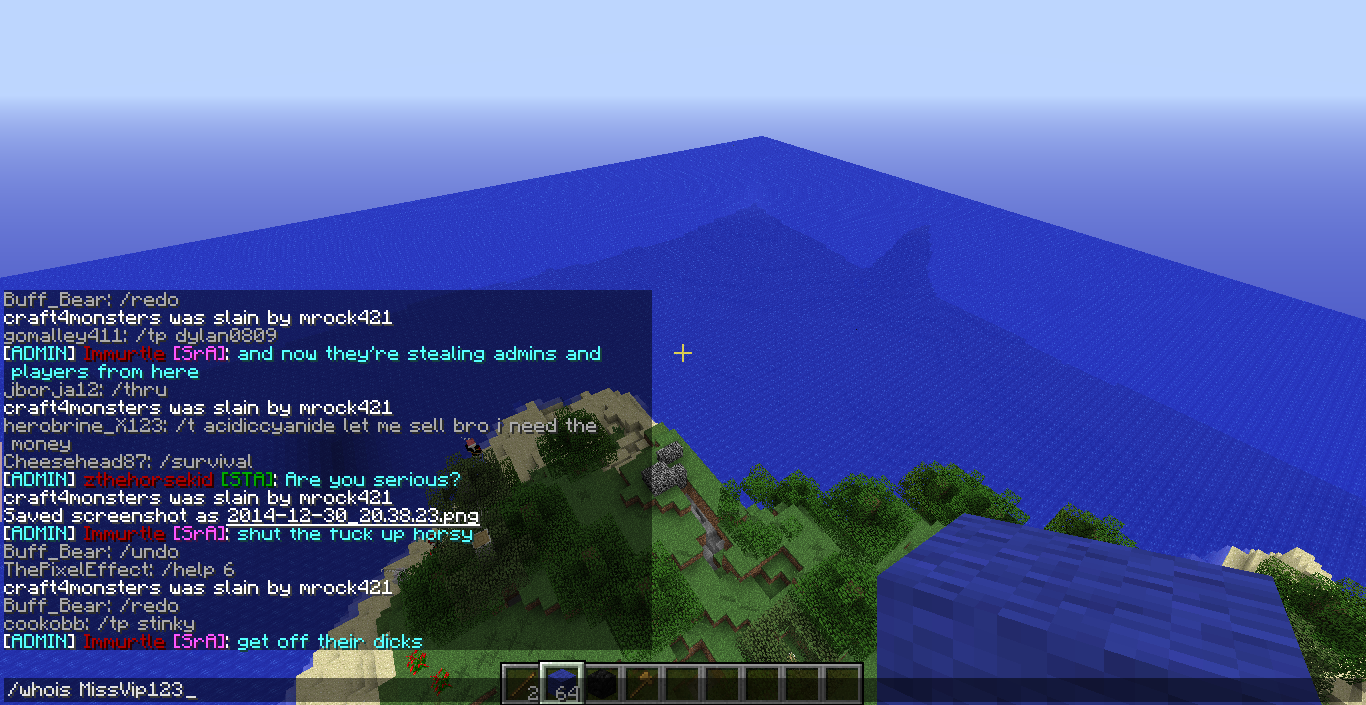 Buff_Bear: /redo
craft4monsters was slain by mrock421
gomalley411: /tp dylan0809
[ADMIN] Immurtle [SrA]: and now they're stealing admins and
players from here
jborja12: /thru
craft4monsters was slain by mrock421
herobrine_X123: /t acidiccyanide let me sell bro i need the
money
Cheesehead87: /survival
[ADMIN] zthehorsekid [STA]: Are you serious?
craft4monsters was slain by mrock421
Saved screenshot as 2014-12-30_20.38.23.png
[ADMIN] Immurtle [SrA]: shut the fuck up horsy
Buff_Bear: /undo
ThePixelEffect: /help 6
craft4monsters was slain by mrock421
Buff_Bear: /redo
cookobb: /tp stinky
[ADMIN] Immurtle [SrA]: get off their dicks
2 64
/whois MissVip123_